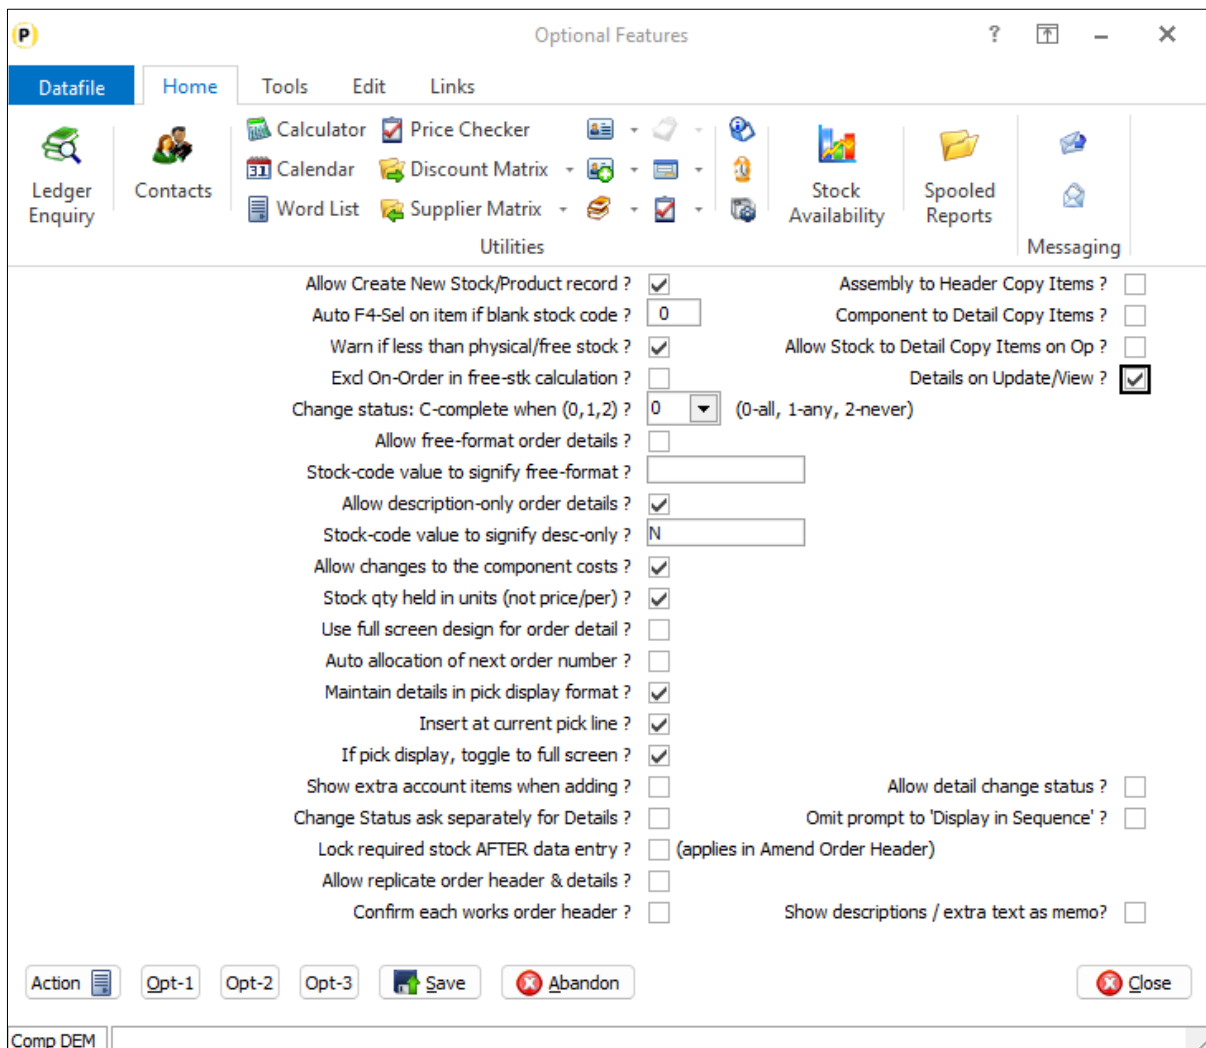 P Optional Features ?
Datafile Home Tools Edit Links
Calculator Price Checker
Calendar Discount Matrix
Word List Supplier Matrix
Ledger Enquiry
Contacts
Stock Availability
Spooled Reports
Utilities Messaging
Allow Create New Stock/Product record ? Assembly to Header Copy Items ?
Auto F4-Sel on item if blank stock code ? 0 Component to Detail Copy Items ?
Warn if less than physical/free stock ? Allow Stock to Detail Copy Items on Op ?
Excl On-Order in free-stk calculation ? Details on Update/View ?
Change status: C-complete when (0,1,2) ? 0 (0-all, 1-any, 2-never)
Allow free-format order details ?
Stock-code value to signify free-format ?
Allow description-only order details ?
Stock-code value to signify desc-only ? N
Allow changes to the component costs ?
Stock qty held in units (not price/per) ?
Use full screen design for order detail ?
Auto allocation of next order number ?
Maintain details in pick display format ?
Insert at current pick line ?
If pick display, toggle to full screen ?
Show extra account items when adding ? Allow detail change status ?
Change Status ask separately for Details ? Omit prompt to 'Display in Sequence' ?
Lock required stock AFTER data entry ? (applies in Amend Order Header)
Allow replicate order header & details ?
Confirm each works order header ? Show descriptions / extra text as memo?
Action Opt-1 Opt-2 Opt-3 Save Abandon Close
Comp DEM